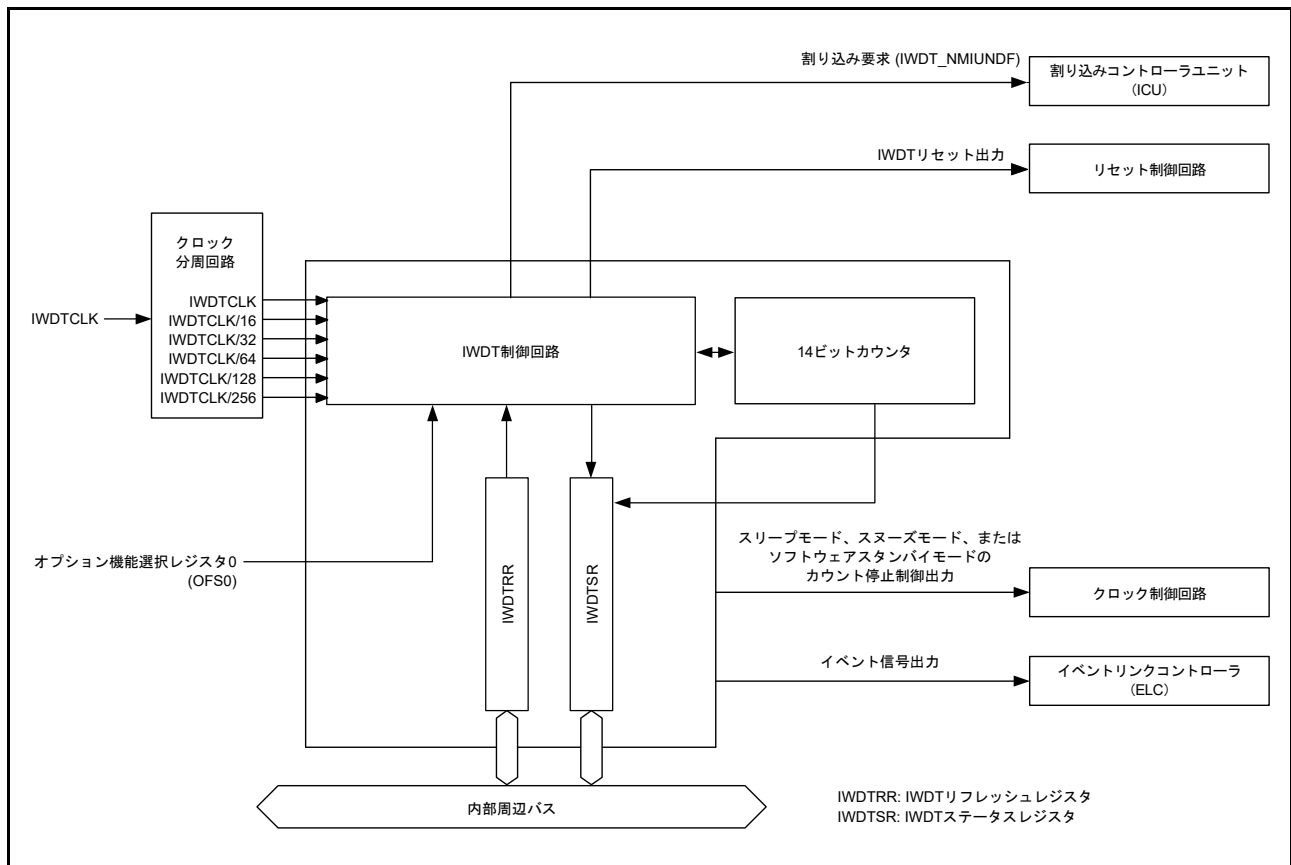 割り込み要求 (IWDT_NMIUNDF)
割り込みコントローラユニット
(ICU)
IWDTリセット出力
リセット制御回路
クロック
分周回路
IWDTCLK
IWDTCLK
IWDTCLK/16
IWDTCLK/32
IWDTCLK/64
IWDTCLK/128
IWDTCLK/256
IWDT制御回路
14ビットカウンタ
オプション機能選択レジスタ0
(OFS0)
IWDTRR
IWDTSR
スリープモード、スヌーズモード、または
ソフトウェアスタンバイモードの
カウント停止制御出力
クロック制御回路
イベント信号出力
イベントリンクコントローラ
(ELC)
内部周辺バス
IWDTRR: IWDTリフレッシュレジスタ
IWDTSR: IWDTステータスレジスタ